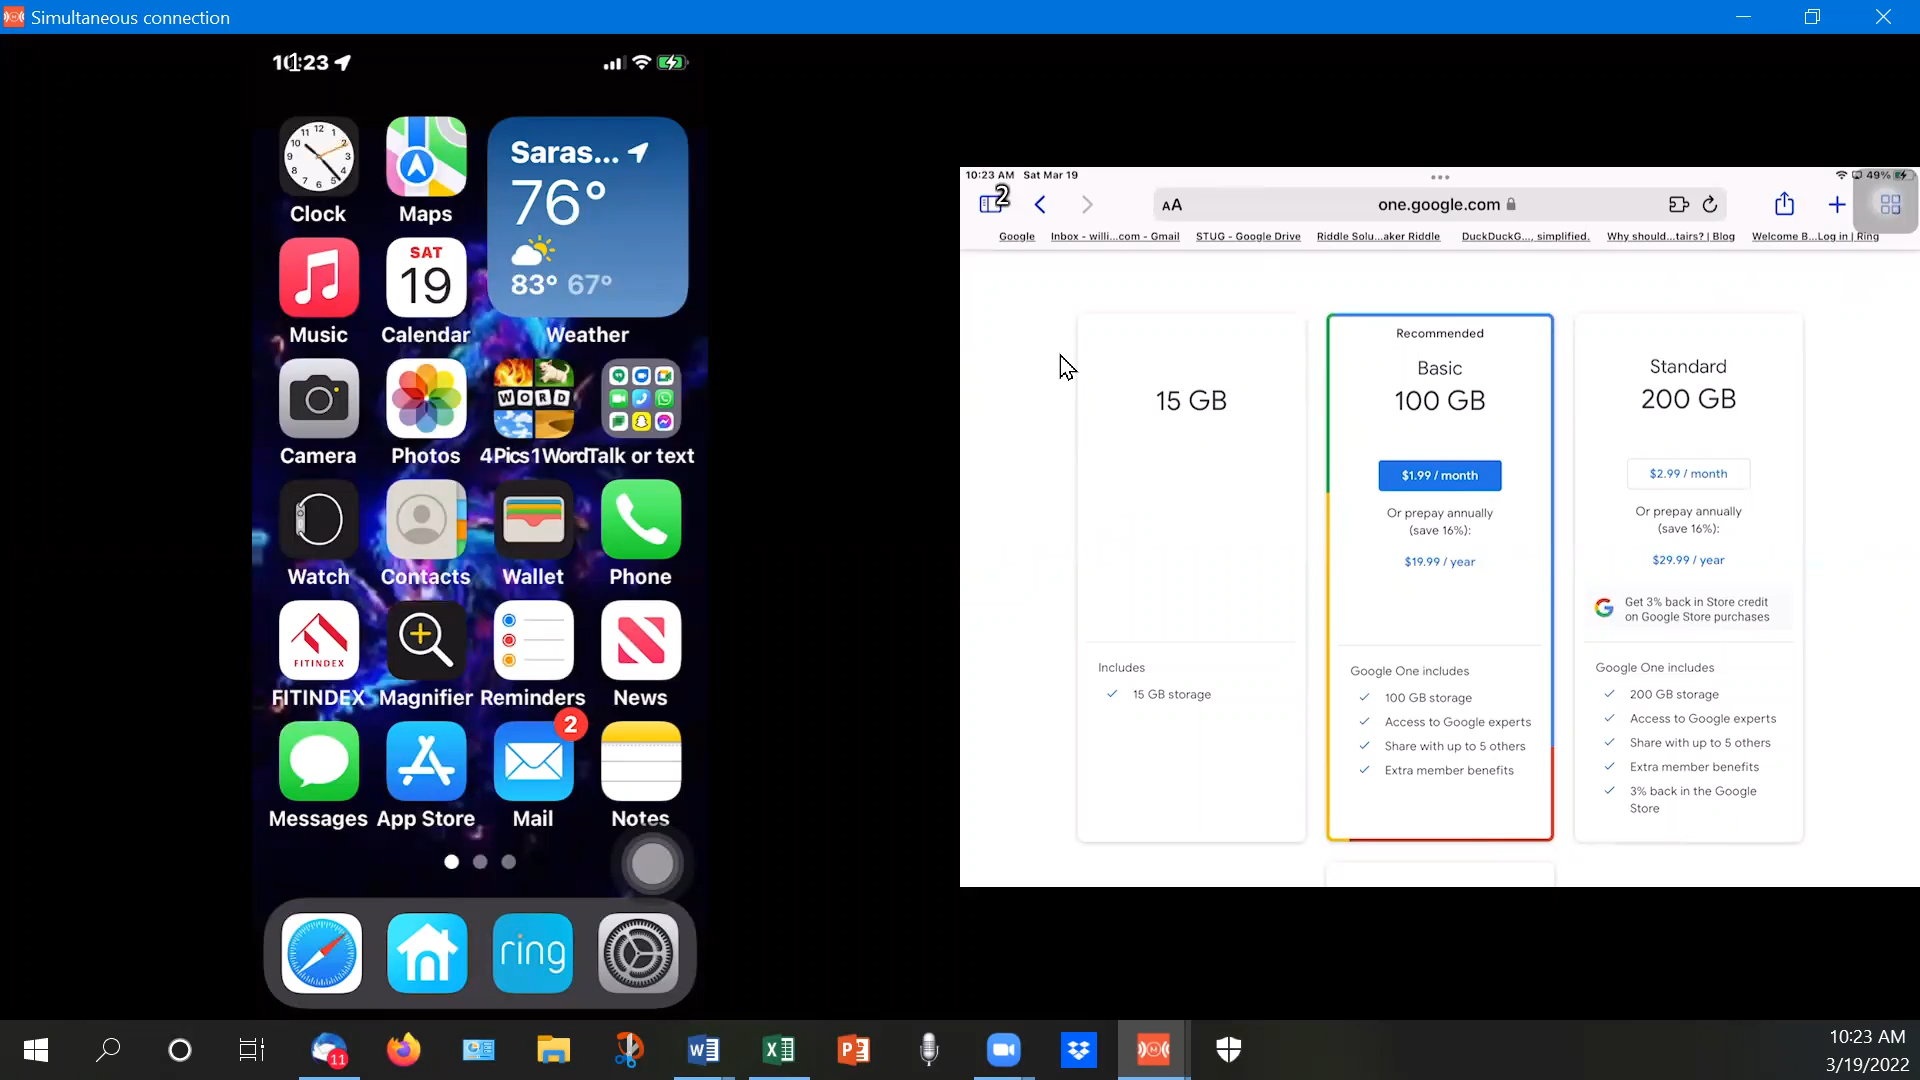 Simultaneous connection
10:23
1
Clock
Maps
Saras...
76°
83° 67°
Weather
Music
SAT
19
Calendar
Camera
Photos
WORD
4Pics1Word
Talk or text
Watch
Contacts
Wallet
Phone
FITINDEX
FITINDEX
Magnifier
Reminders
News
2
Messages
App Store
Mail
Notes
ring
10:23 AM Sat Mar 19
49%
2
AA
one.google.com
Google
Inbox - willi...com - Gmail
STUG - Google Drive
Riddle Solu...aker Riddle
DuckDuckG..., simplified.
Why should...tairs? | Blog
Welcome B...Log in | Ring
15 GB
Includes
15 GB storage
Recommended
Basic
100 GB
$1.99 / month
Or prepay annually
(save 16%):
$19.99 / year
Google One includes
100 GB storage
Access to Google experts
Share with up to 5 others
Extra member benefits
Standard
200 GB
$2.99 / month
Or prepay annually
(save 16%):
$29.99 / year
Get 3% back in Store credit
on Google Store purchases
Google One includes
200 GB storage
Access to Google experts
Share with up to 5 others
Extra member benefits
3% back in the Google
Store
11
10:23 AM
3/19/2022